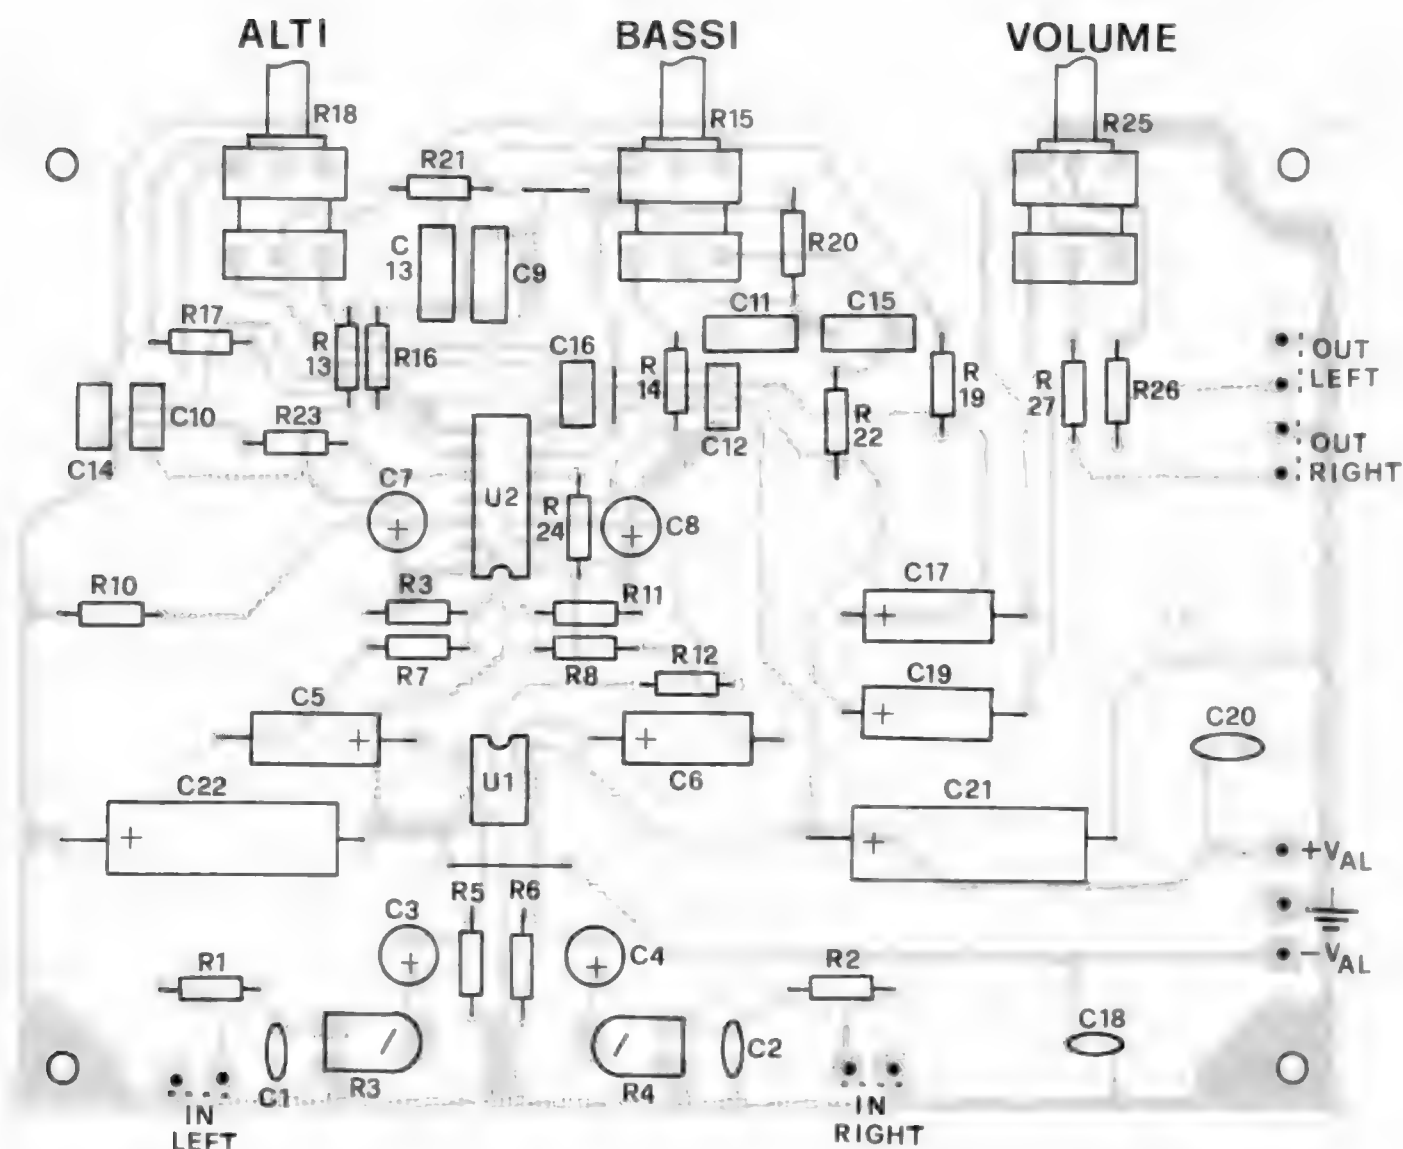 ALTI
BASSI
VOLUME
R18
R15
R25
R21
C
13
C9
R20
R17
R
13
R16
C11
C15
C16
R
14
R
19
R
27
R26
OUT
LEFT
C14
C10
R23
C12
R
22
OUT
RIGHT
C7
U2
R
24
C8
R10
R3
R11
C17
R7
R8
R12
C19
C5
C6
C20
C22
U1
C21
+VAL
R5
R6
C3
C4
R1
R2
-VAL
C18
C1
R3
R4
C2
IN
LEFT
IN
RIGHT